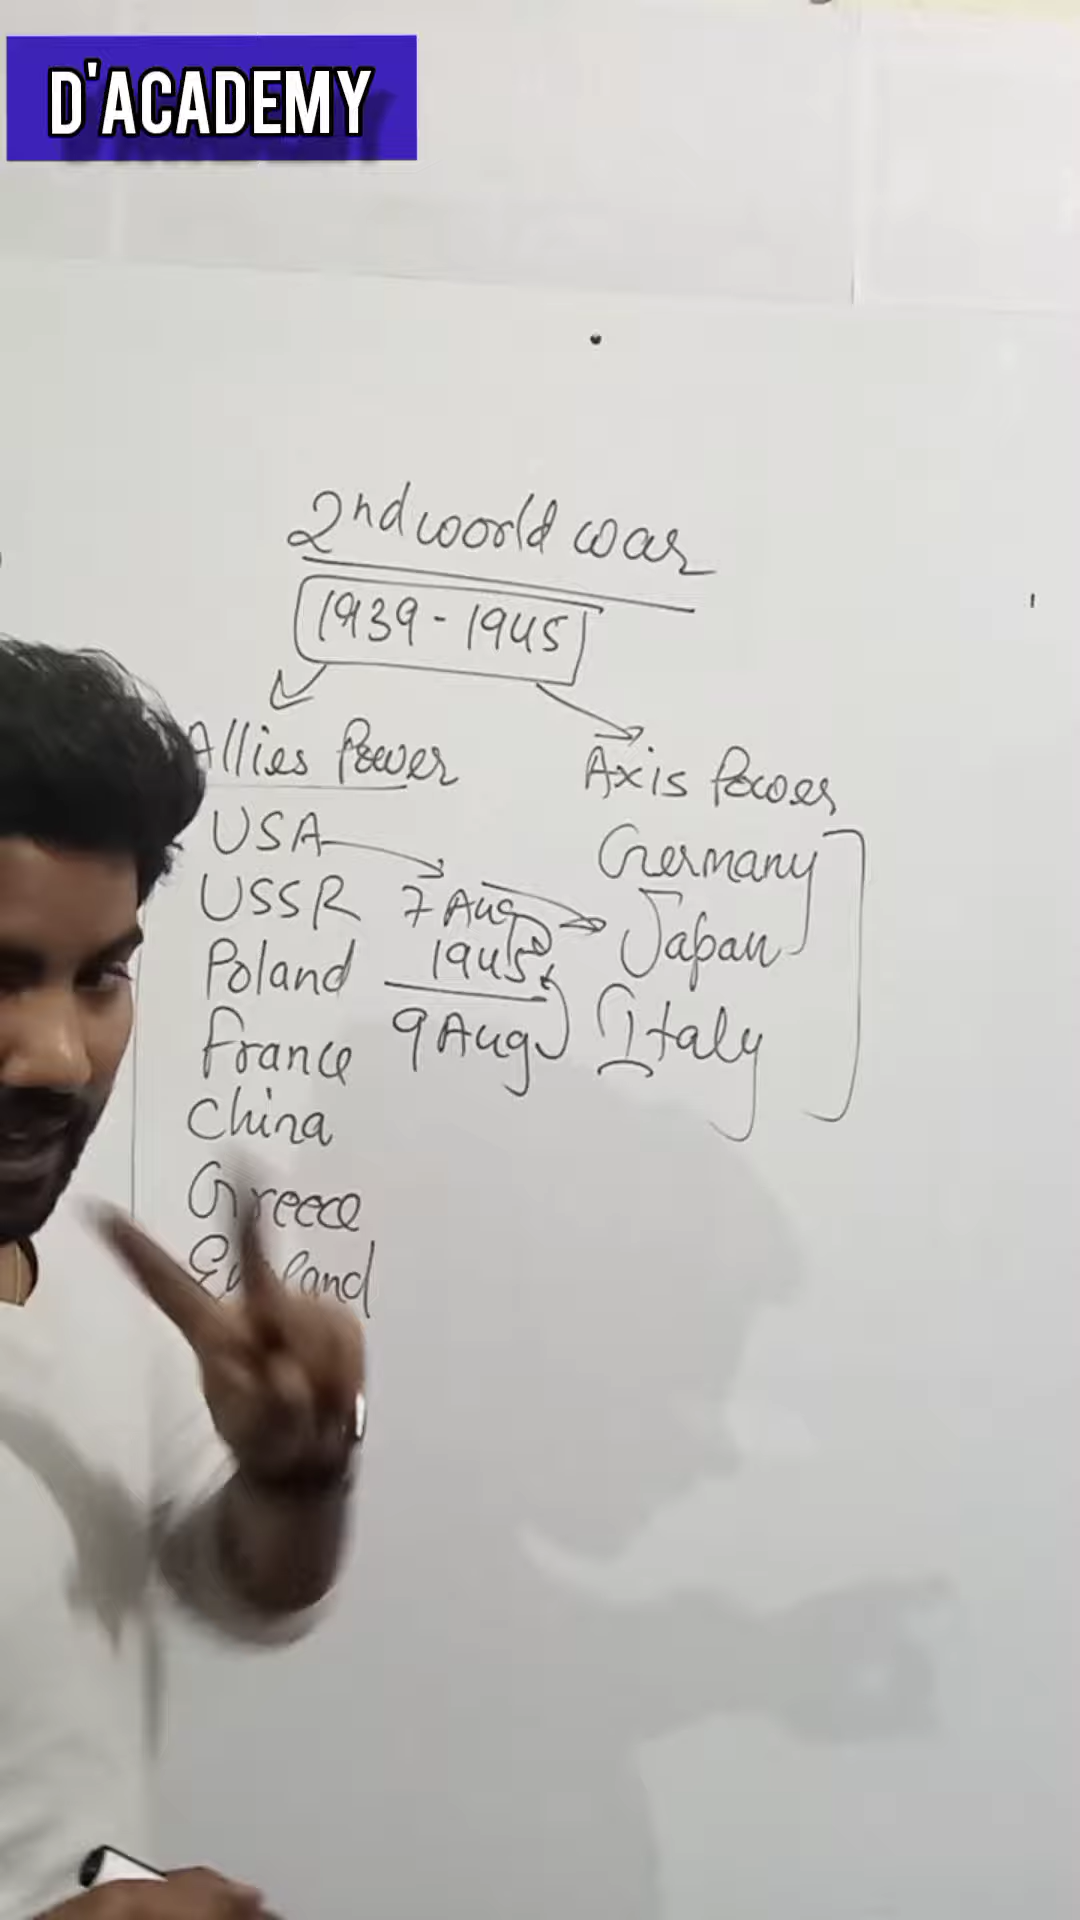 D'ACADEMY
2nd world war
1939 - 1945
Allies Power
USA
USSR
Poland
France
China
Greece
England
7 Aug
1945
9 Aug
Axis Power
Germany
Japan
Italy